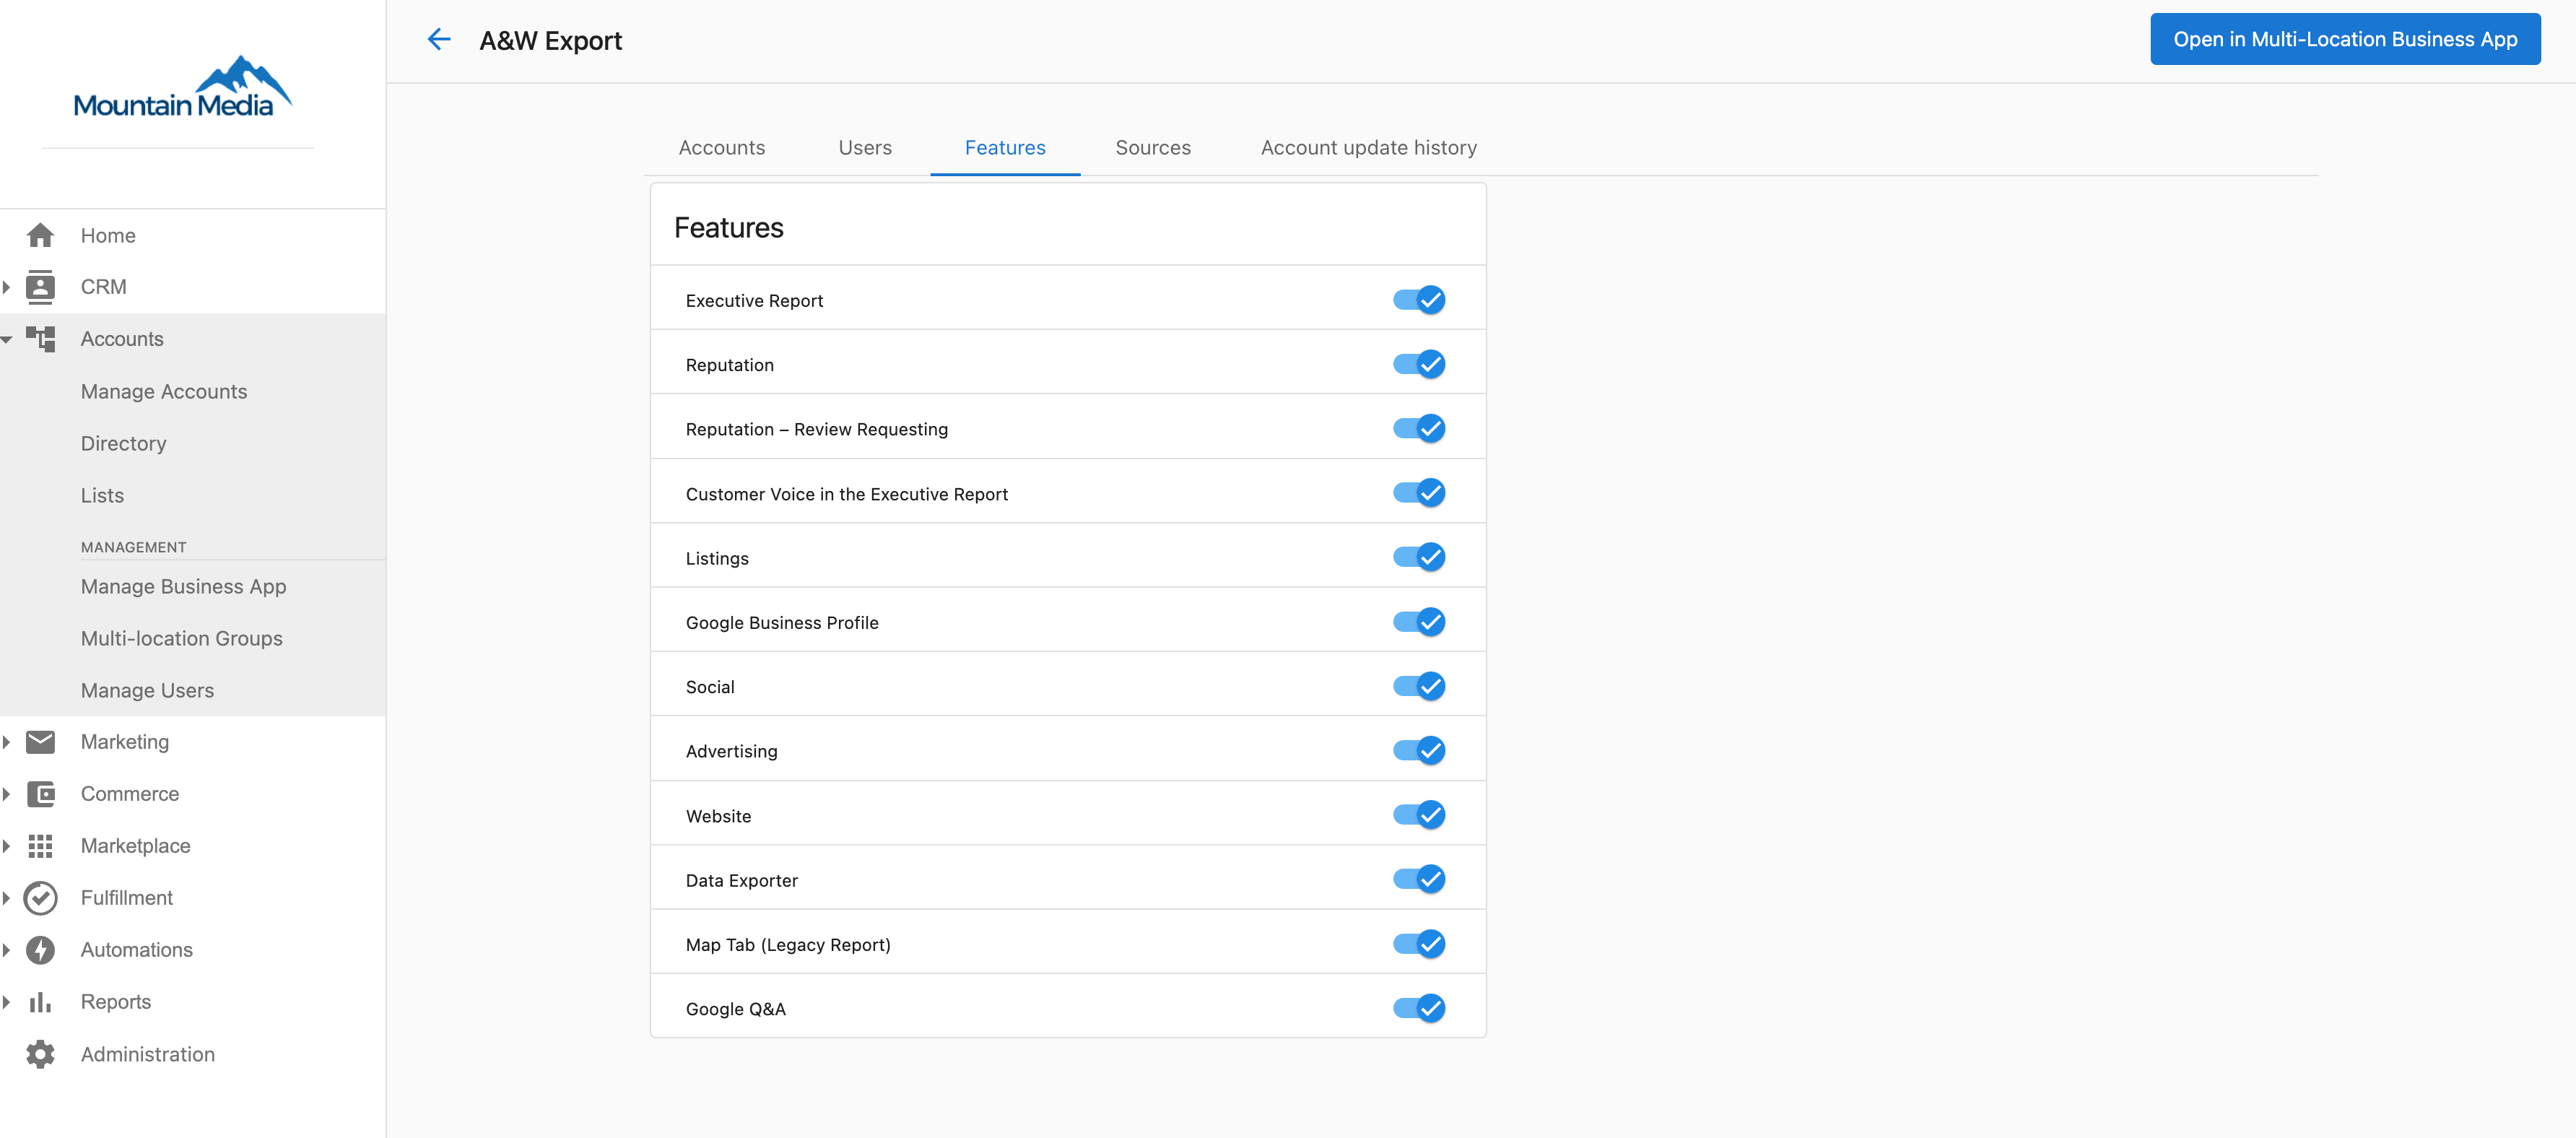 Mountain Media
Home
CRM
Accounts
Manage Accounts
Directory
Lists
MANAGEMENT
Manage Business App
Multi-location Groups
Manage Users
Marketing
Commerce
Marketplace
Fulfillment
Automations
Reports
Administration
A&W Export
Open in Multi-Location Business App
Accounts Users Features Sources Account update history
Features
Executive Report
Reputation
Reputation – Review Requesting
Customer Voice in the Executive Report
Listings
Google Business Profile
Social
Advertising
Website
Data Exporter
Map Tab (Legacy Report)
Google Q&A